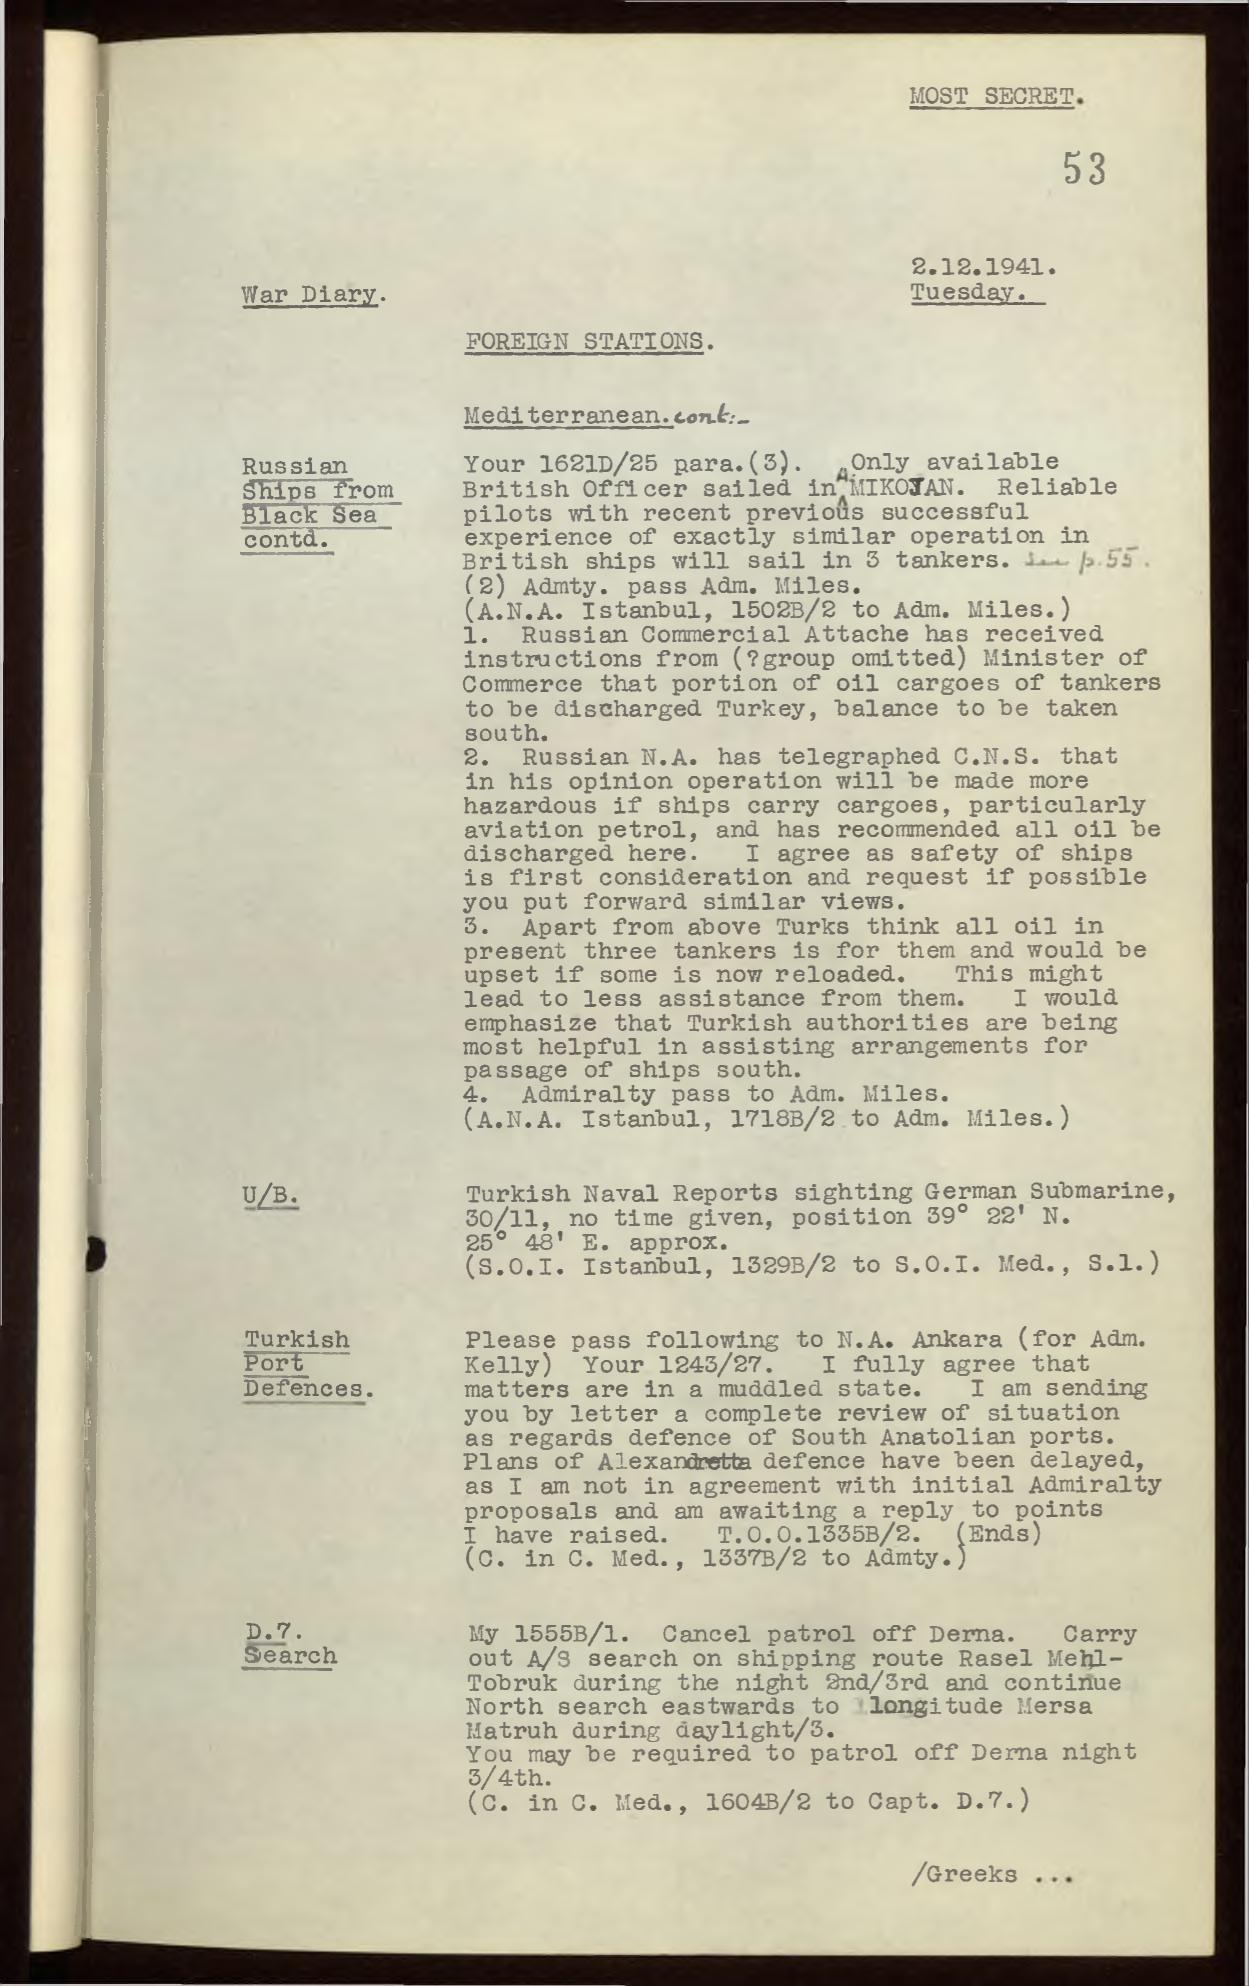 MOST SECRET.
53
2.12.1941.
Tuesday.
War Diary.
FOREIGN STATIONS.
Mediterranean. cont:-
Russian
Ships from
Black Sea
contd.
Your 1621D/25 para.(3). Only available
British Officer sailed in A. MIKOJAN. Reliable
pilots with recent previous successful
experience of exactly similar operation in
British ships will sail in 3 tankers. See p.55.
(2) Admty. pass Adm. Miles.
(A.N.A. Istanbul, 1502B/2 to Adm. Miles.)
1. Russian Commercial Attache has received
instructions from (?group omitted) Minister of
Commerce that portion of oil cargoes of tankers
to be discharged Turkey, balance to be taken
south.
2. Russian N.A. has telegraphed C.N.S. that
in his opinion operation will be made more
hazardous if ships carry cargoes, particularly
aviation petrol, and has recommended all oil be
discharged here. I agree as safety of ships
is first consideration and request if possible
you put forward similar views.
3. Apart from above Turks think all oil in
present three tankers is for them and would be
upset if some is now reloaded. This might
lead to less assistance from them. I would
emphasize that Turkish authorities are being
most helpful in assisting arrangements for
passage of ships south.
4. Admiralty pass to Adm. Miles.
(A.N.A. Istanbul, 1718B/2 to Adm. Miles.)
U/B.
Turkish Naval Reports sighting German Submarine,
30/11, no time given, position 39° 22' N.
25° 48' E. approx.
(S.O.I. Istanbul, 1329B/2 to S.O.I. Med., S.1.)
Turkish
Port
Defences.
Please pass following to N.A. Ankara (for Adm.
Kelly) Your 1243/27. I fully agree that
matters are in a muddled state. I am sending
you by letter a complete review of situation
as regards defence of South Anatolian ports.
Plans of Alexandretta defence have been delayed,
as I am not in agreement with initial Admiralty
proposals and am awaiting a reply to points
I have raised. T.O.O.1335B/2. (Ends)
(C. in C. Med., 1337B/2 to Admty.)
D.7.
Search
My 1555B/1. Cancel patrol off Derna. Carry
out A/S search on shipping route Rasel Mehl-
Tobruk during the night 2nd/3rd and continue
North search eastwards to longitude Mersa
Matruh during daylight/3.
You may be required to patrol off Derna night
3/4th.
(C. in C. Med., 1604B/2 to Capt. D.7.)
/Greeks ...